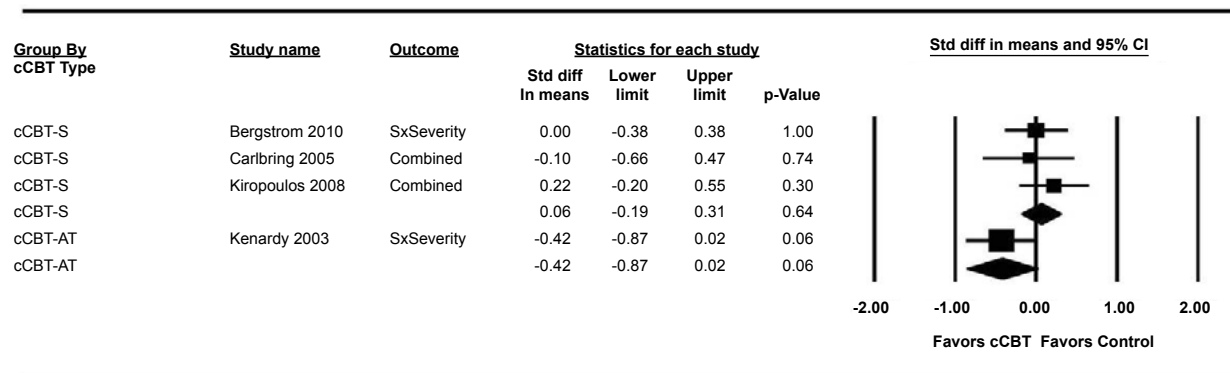 Group By Study name Outcome Statistics for each study Std diff in means and 95% CI
cCBT Type
Std diff Lower Upper
In means limit limit p-Value
cCBT-S Bergstrom 2010 SxSeverity 0.00 -0.38 0.38 1.00
cCBT-S Carlbring 2005 Combined -0.10 -0.66 0.47 0.74
cCBT-S Kiropoulos 2008 Combined 0.22 -0.20 0.55 0.30
cCBT-S 0.06 -0.19 0.31 0.64
cCBT-AT Kenardy 2003 SxSeverity -0.42 -0.87 0.02 0.06
cCBT-AT -0.42 -0.87 0.02 0.06
-2.00 -1.00 0.00 1.00 2.00
Favors cCBT Favors Control